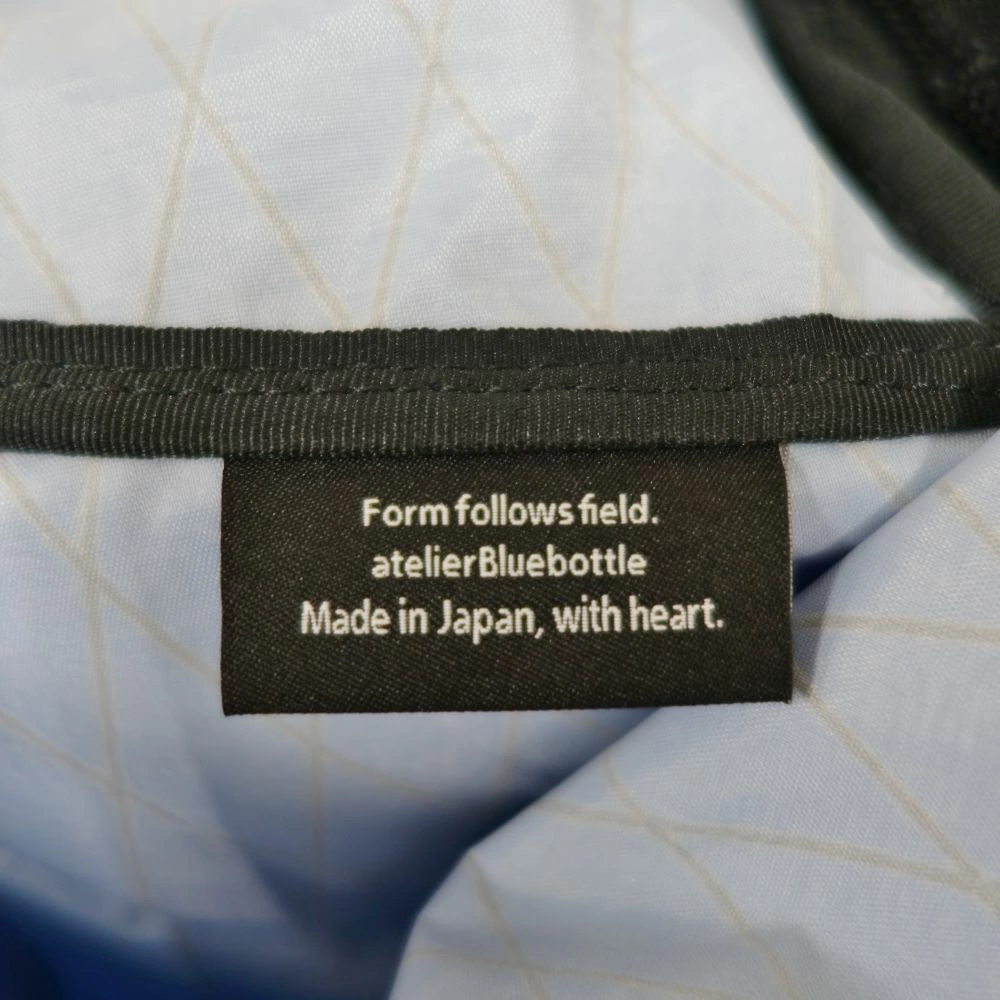 Form follows field.
atelierBluebottle
Made in Japan, with heart.